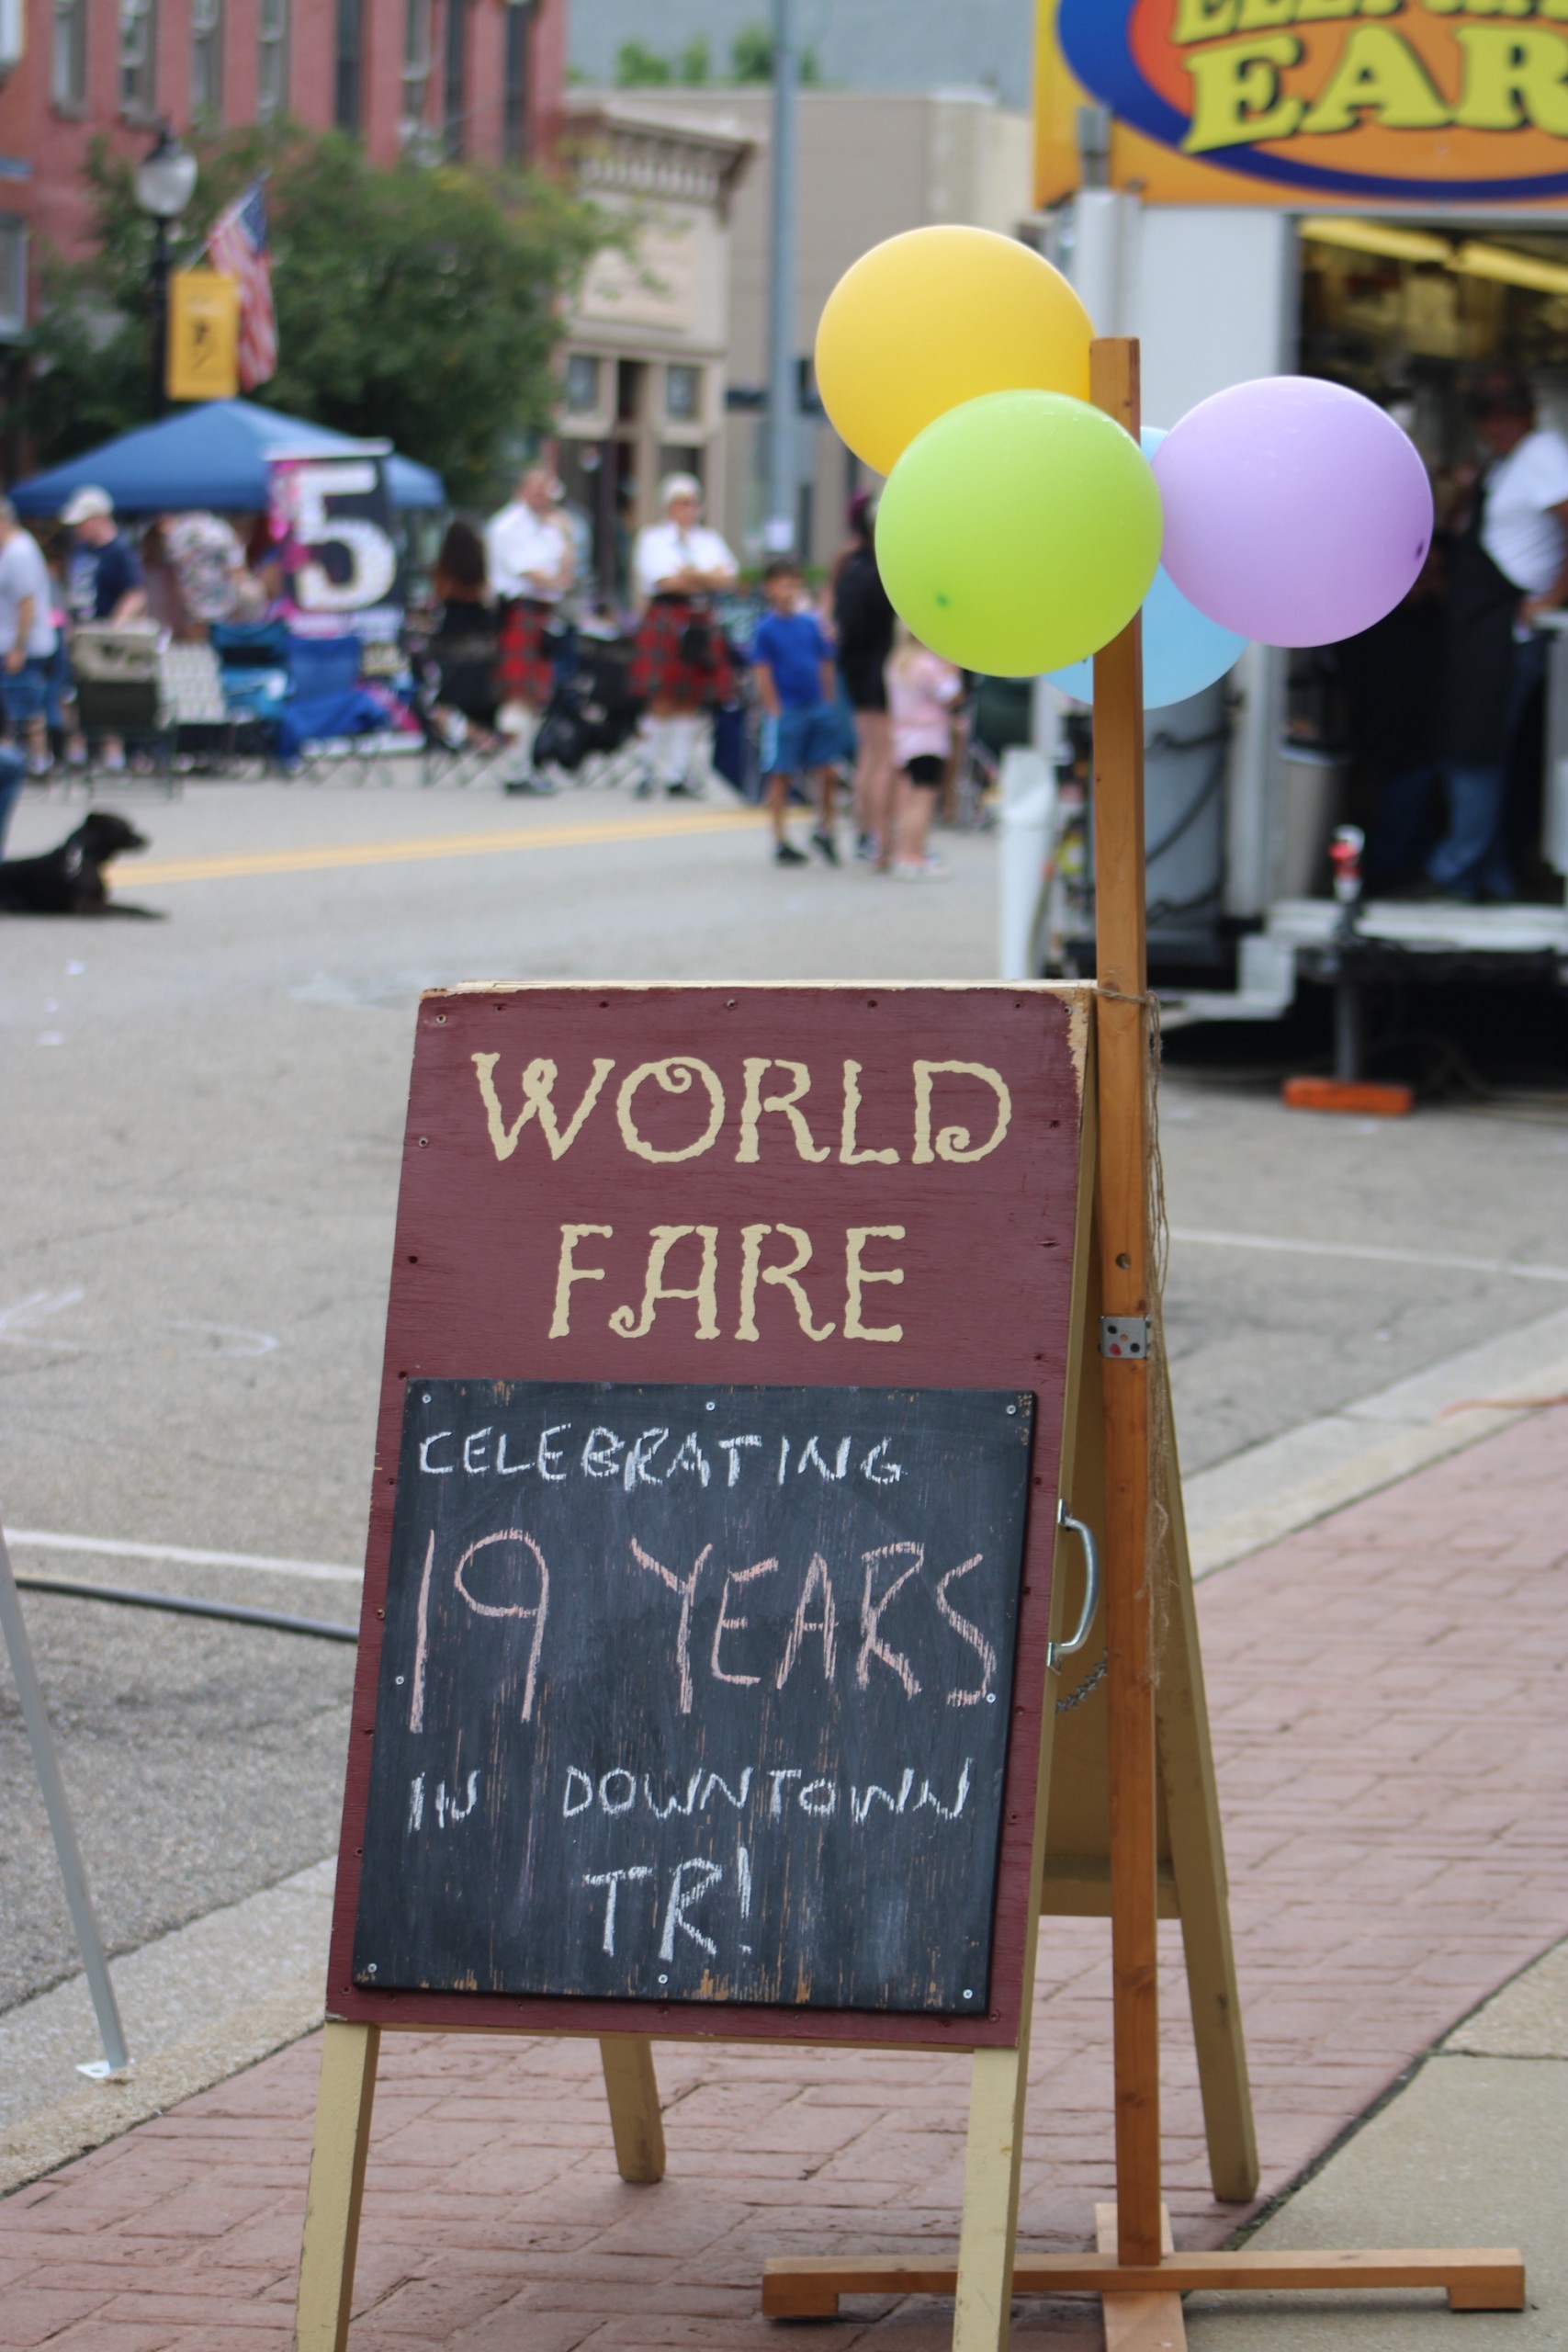 EAR
5
WORLD
FARE
CELEBRATING
19 YEARS
IN DOWNTOWN
TR!